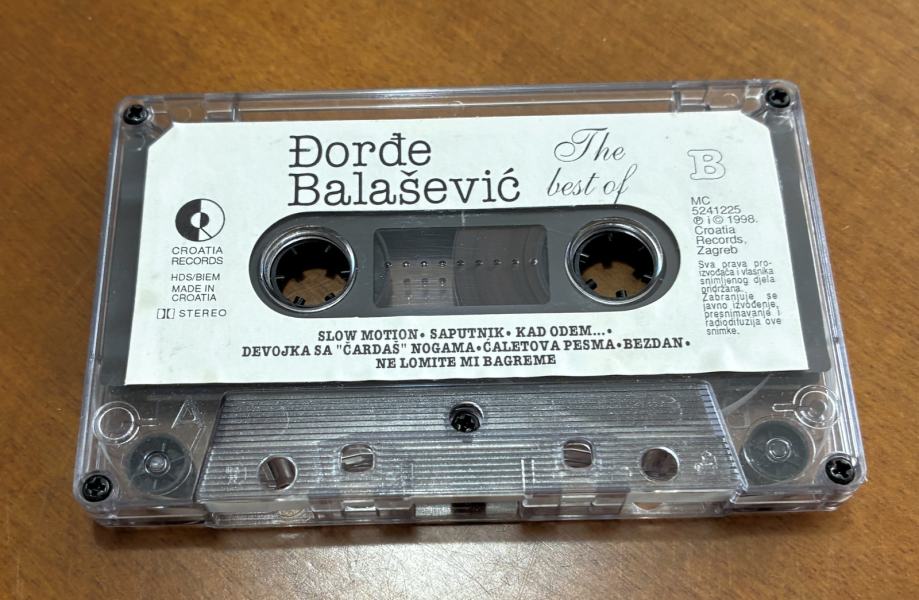 Đorđe
Balašević
The
best of
B
CROATIA
RECORDS
HDS/BIEM
MADE IN
CROATIA
STEREO
MC
5241225
℗ i © 1998.
Croatia
Records,
Zagreb
Sva prava pro-
izvođača i vlasnika
snimljenog djela
pridržana.
Zabranjuje se
javno izvođenje,
presnimavanje i
radiodifuzija ove
snimke.
SLOW MOTION• SAPUTNIK• KAD ODEM...•
DEVOJKA SA "ČARDAŠ" NOGAMA•ĆALETOVA PESMA•BEZDAN•
NE LOMITE MI BAGREME
A